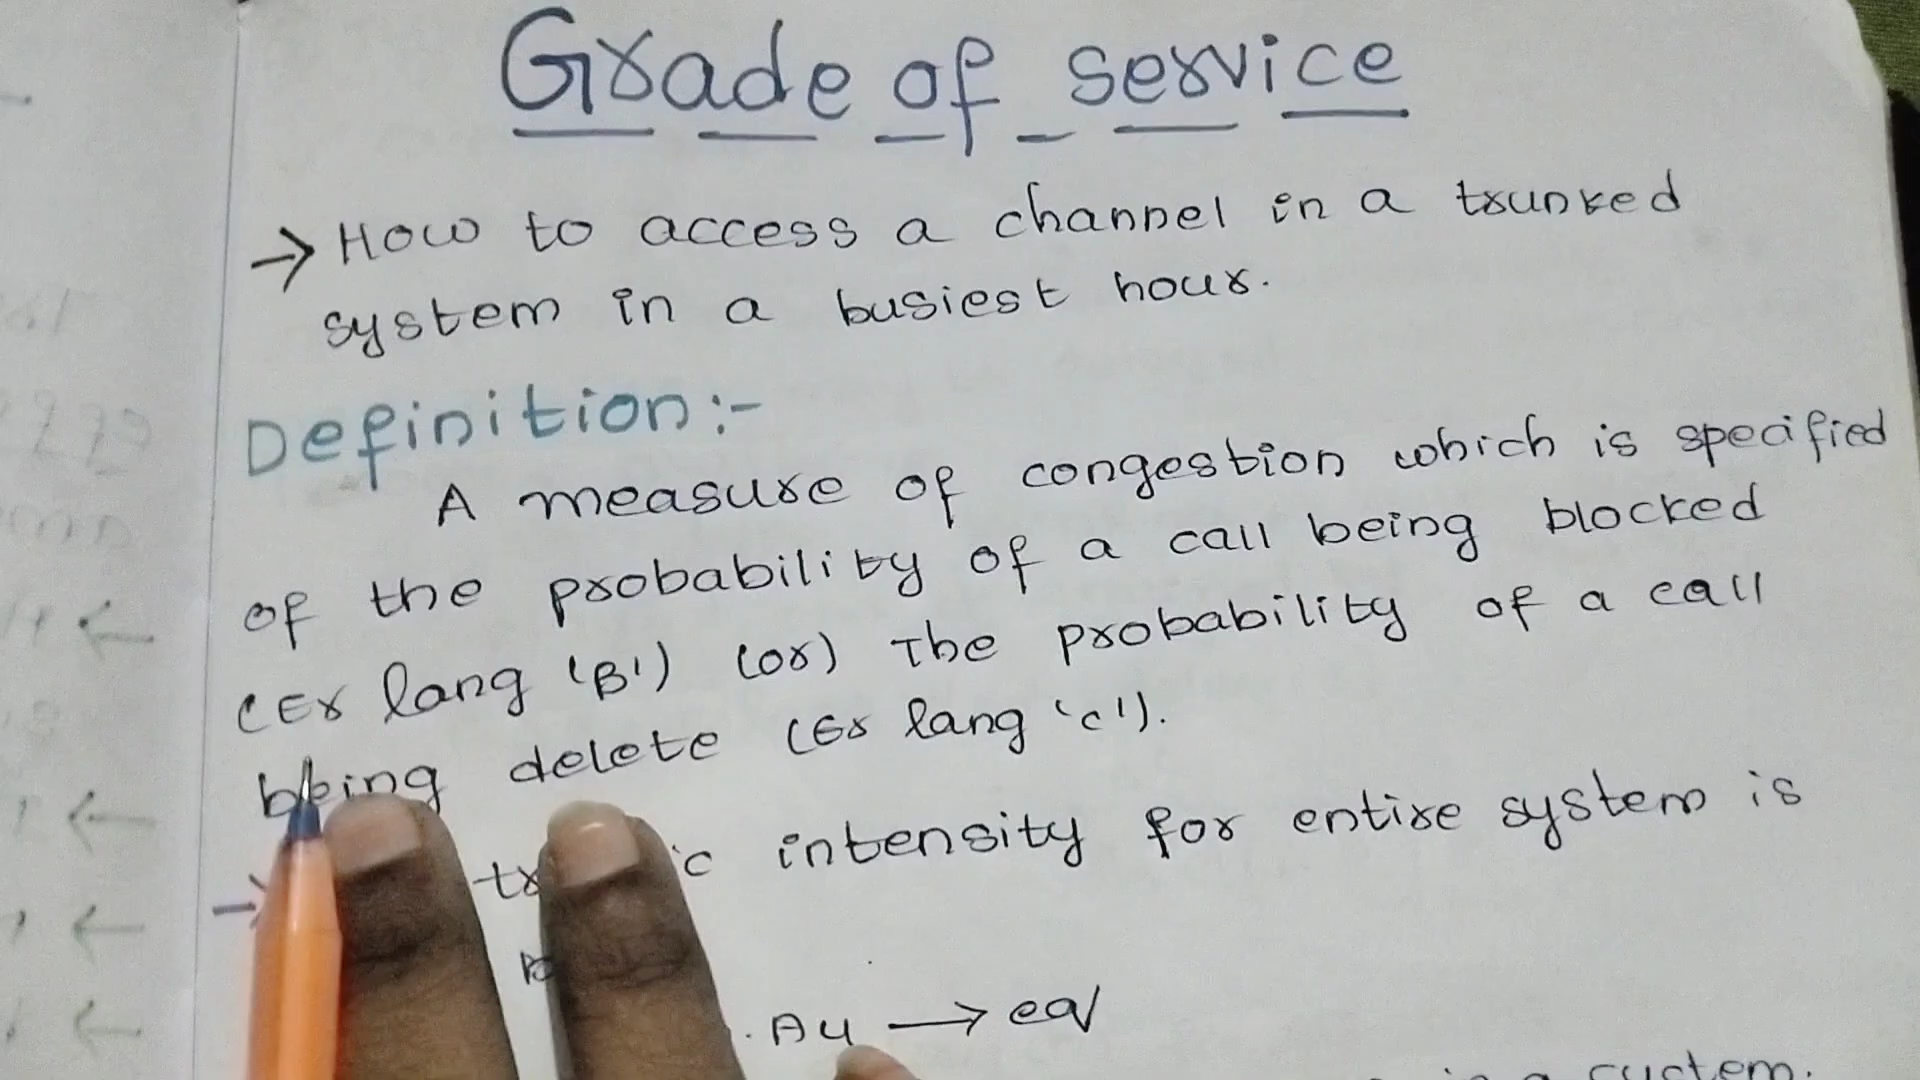 Grade of service
→ How to access a channel in a trunked
system in a busiest hour.
Definition:-
A measure of congestion which is specified
of the probability of a call being blocked
(Er lang 'B') (or) The probability of a call
being delete (Er lang 'c').
→ intensity for entire system is
. Au → eq
system.